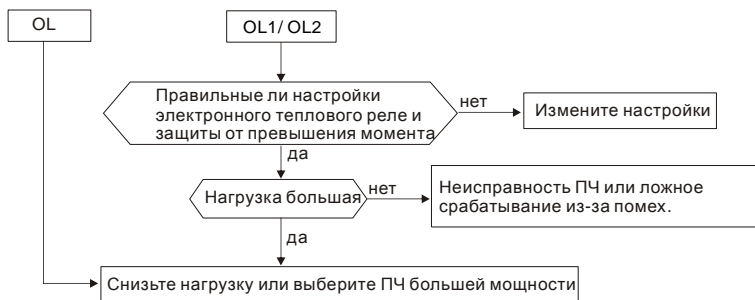 OL
OL1/ OL2
Правильные ли настройки
электронного теплового реле и
защиты от превышения момента
нет
Измените настройки
да
Нагрузка большая
нет
Неисправность ПЧ или ложное
срабатывание из-за помех.
да
Снизьте нагрузку или выберите ПЧ большей мощности